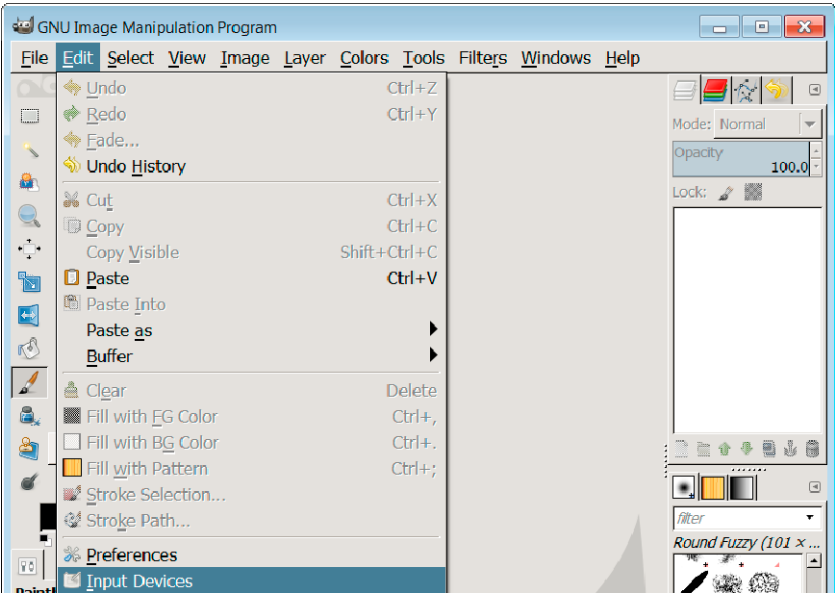 GNU Image Manipulation Program
File Edit Select View Image Layer Colors Tools Filters Windows Help
Undo Ctrl+Z
Redo Ctrl+Y
Fade...
Undo History
Cut Ctrl+X
Copy Ctrl+C
Copy Visible Shift+Ctrl+C
Paste Ctrl+V
Paste Into
Paste as
Buffer
Clear Delete
Fill with FG Color Ctrl+,
Fill with BG Color Ctrl+.
Fill with Pattern Ctrl+;
Stroke Selection...
Stroke Path...
Preferences
Input Devices
Mode: Normal
Opacity
100.0
Lock:
filter
Round Fuzzy (101 × ...